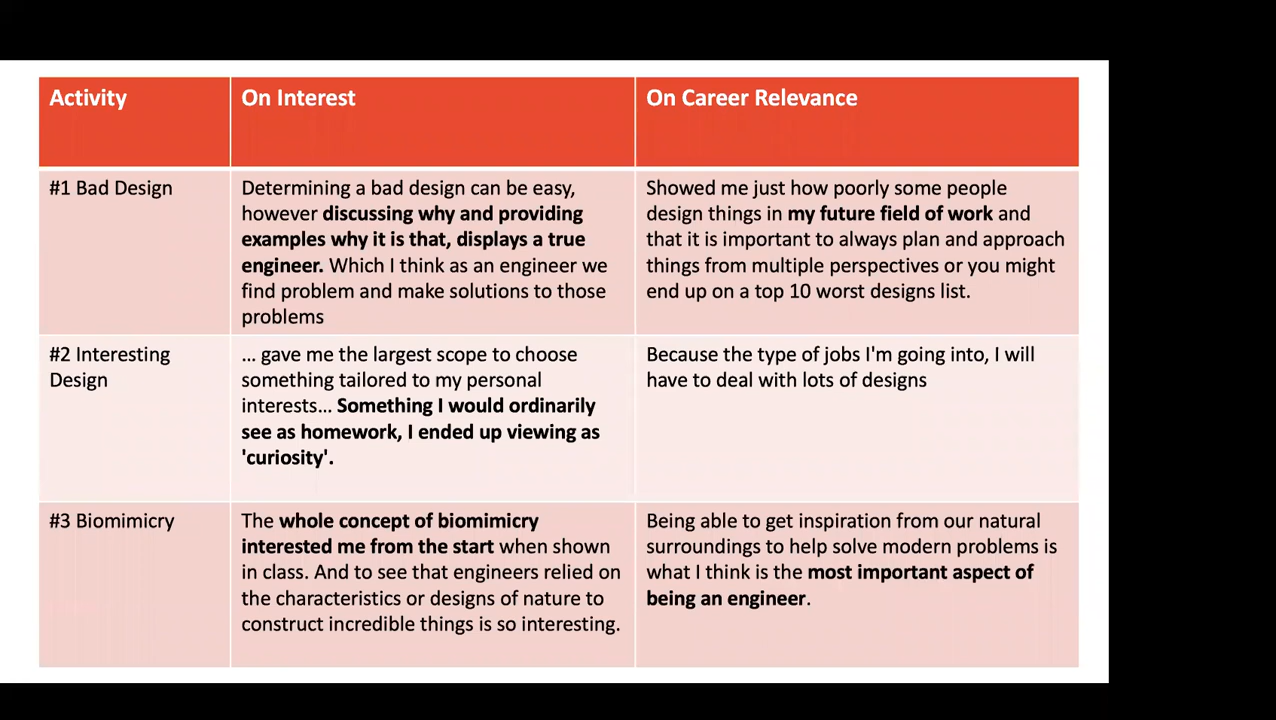 Activity
On Interest
On Career Relevance
#1 Bad Design
Determining a bad design can be easy,
however discussing why and providing
examples why it is that, displays a true
engineer. Which I think as an engineer we
find problem and make solutions to those
problems
Showed me just how poorly some people
design things in my future field of work and
that it is important to always plan and approach
things from multiple perspectives or you might
end up on a top 10 worst designs list.
#2 Interesting
Design
... gave me the largest scope to choose
something tailored to my personal
interests... Something I would ordinarily
see as homework, I ended up viewing as
'curiosity'.
Because the type of jobs I'm going into, I will
have to deal with lots of designs
#3 Biomimicry
The whole concept of biomimicry
interested me from the start when shown
in class. And to see that engineers relied on
the characteristics or designs of nature to
construct incredible things is so interesting.
Being able to get inspiration from our natural
surroundings to help solve modern problems is
what I think is the most important aspect of
being an engineer.